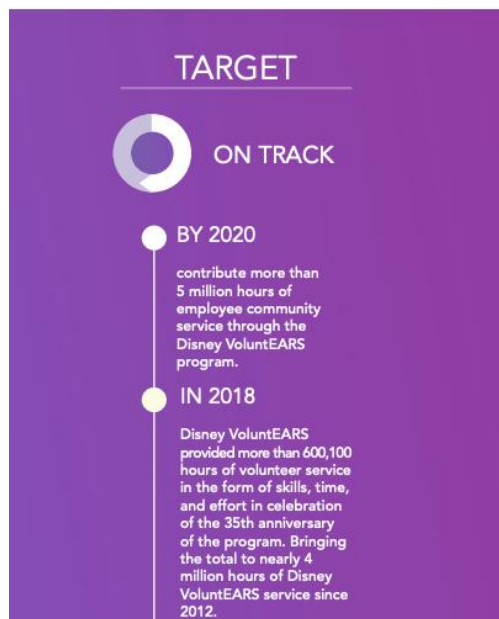 TARGET
ON TRACK
BY 2020
contribute more than
5 million hours of
employee community
service through the
Disney VoluntEARS
program.
IN 2018
Disney VoluntEARS
provided more than 600,100
hours of volunteer service
in the form of skills, time,
and effort in celebration
of the 35th anniversary
of the program. Bringing
the total to nearly 4
million hours of Disney
VoluntEARS service since
2012.